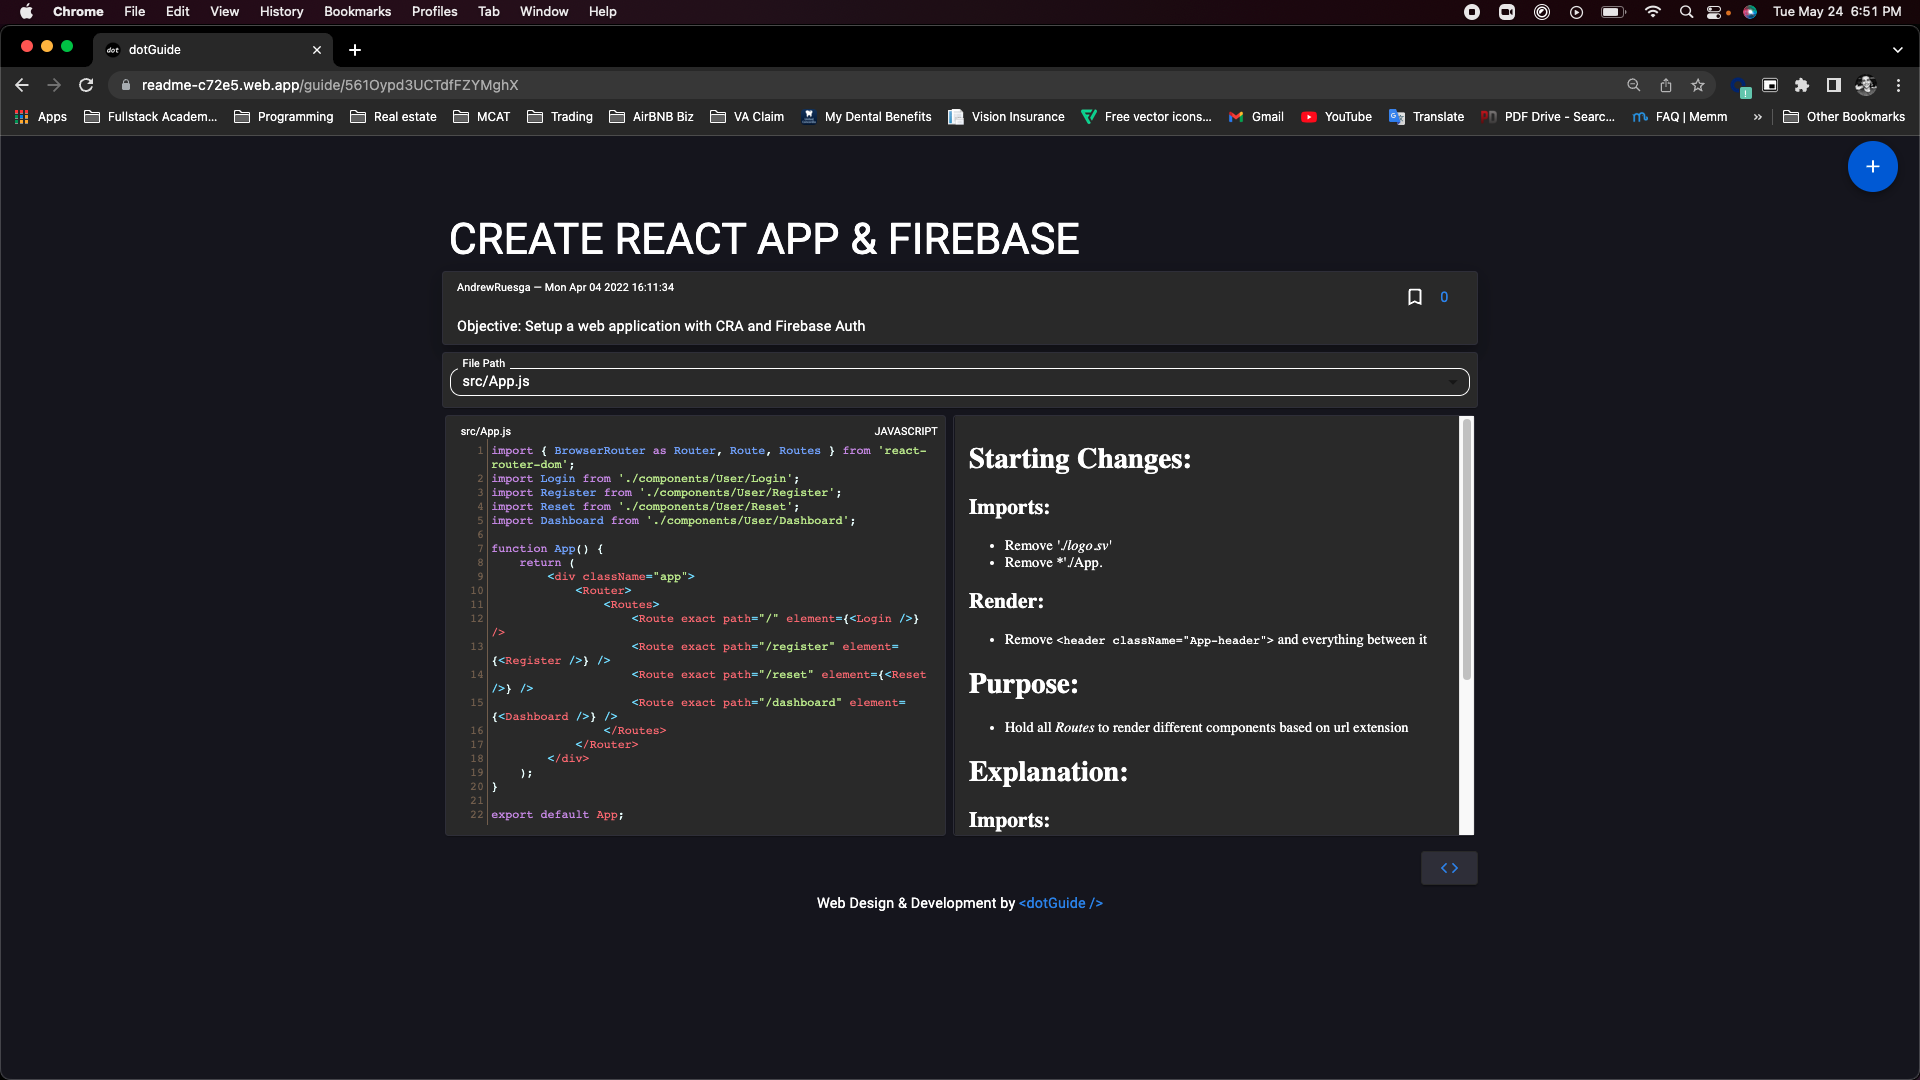 Chrome File Edit View History Bookmarks Profiles Tab Window Help Tue May 24 6:51 PM
dot dotGuide
readme-c72e5.web.app/guide/561Oypd3UCTdfFZYMghX
Apps Fullstack Academ... Programming Real estate MCAT Trading AirBNB Biz VA Claim My Dental Benefits Vision Insurance Free vector icons... Gmail YouTube Translate PDF Drive - Searc... FAQ | Memm » Other Bookmarks
+
CREATE REACT APP & FIREBASE
AndrewRuesga — Mon Apr 04 2022 16:11:34
0
Objective: Setup a web application with CRA and Firebase Auth
File Path
src/App.js
src/App.js JAVASCRIPT
1 import { BrowserRouter as Router, Route, Routes } from 'react-
router-dom';
2 import Login from './components/User/Login';
3 import Register from './components/User/Register';
4 import Reset from './components/User/Reset';
5 import Dashboard from './components/User/Dashboard';
6
7 function App() {
8 return (
9 <div className="app">
10 <Router>
11 <Routes>
12 <Route exact path="/" element={<Login />}
/>
13 <Route exact path="/register" element=
{<Register />} />
14 <Route exact path="/reset" element={<Reset
/>} />
15 <Route exact path="/dashboard" element=
{<Dashboard />} />
16 </Routes>
17 </Router>
18 </div>
19 );
20 }
21
22 export default App;
Starting Changes:
Imports:
• Remove './logo.sv'
• Remove *'./App.
Render:
• Remove <header className="App-header"> and everything between it
Purpose:
• Hold all Routes to render different components based on url extension
Explanation:
Imports:
<>
Web Design & Development by <dotGuide />